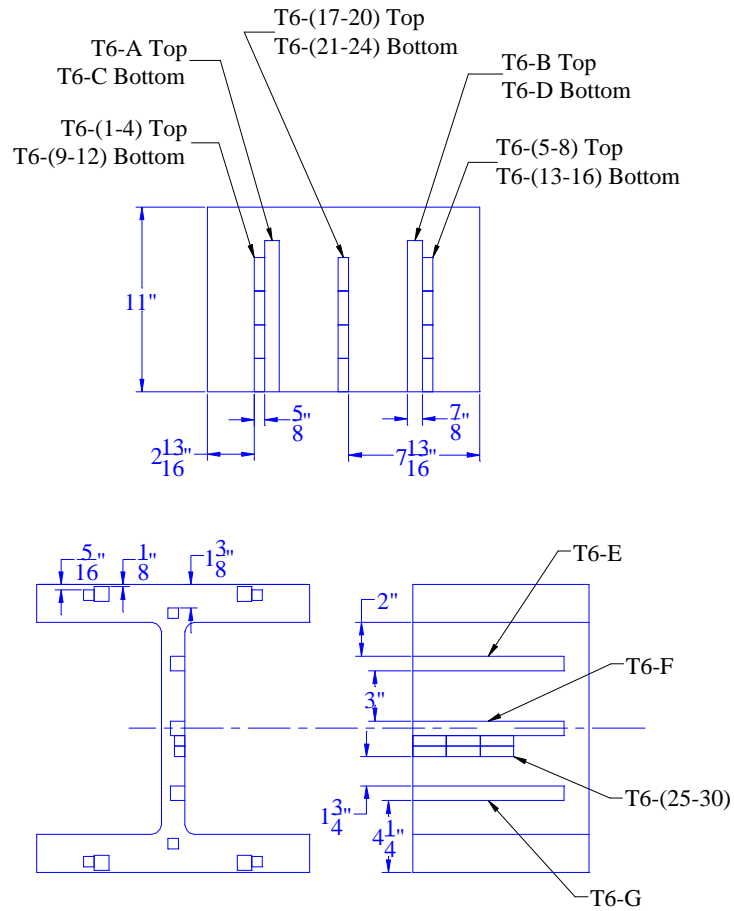 T6-(17-20) Top
T6-(21-24) Bottom
T6-A Top
T6-C Bottom
T6-B Top
T6-D Bottom
T6-(1-4) Top
T6-(9-12) Bottom
T6-(5-8) Top
T6-(13-16) Bottom
11"
5/8"
7/8"
2 13/16"
7 13/16"
5/16"
1/8"
1 3/8"
T6-E
2"
T6-F
3"
T6-(25-30)
1 3/4"
4 1/4"
T6-G